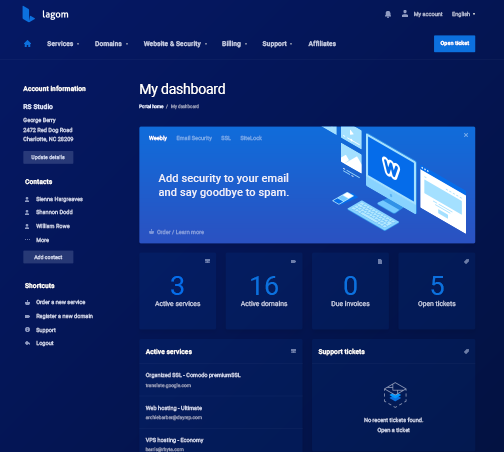 lagom
My account
English
Services
Domains
Website & Security
Billing
Support
Affiliates
Open ticket
Account information
RS Studio
George Berry
2472 Red Dog Road
Charlotte, NC 28209
Update details
Contacts
Sienna Hargreaves
Shannon Dodd
William Rowe
More
Add contact
Shortcuts
Order a new service
Register a new domain
Support
Logout
My dashboard
Portal home / My dashboard
Weebly
Email Security
SSL
SiteLock
Add security to your email
and say goodbye to spam.
Order / Learn more
3
Active services
16
Active domains
0
Due invoices
5
Open tickets
Active services
Organized SSL - Comodo premiumSSL
translate.google.com
Web hosting - Ultimate
VPS hosting - Economy
Support tickets
No recent tickets found.
Open a ticket